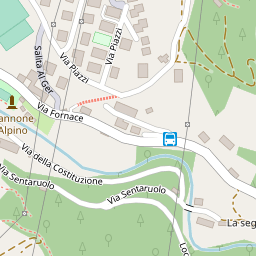 Via Piazzi
Via Piazzi
Salita Al Ger
Via Fornace
annone
Alpino
Via della Costituzione
Via Sentaruolo
Via Sentaruolo
La seg
Loc